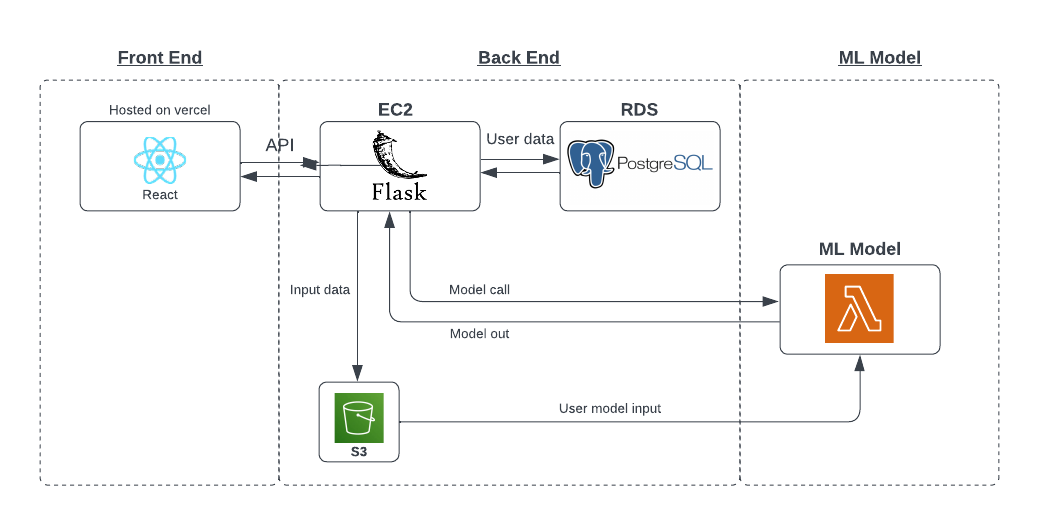 Front End
Back End
ML Model
Hosted on vercel
EC2
RDS
API
User data
React
Flask
PostgreSQL
ML Model
Input data
Model call
Model out
User model input
S3